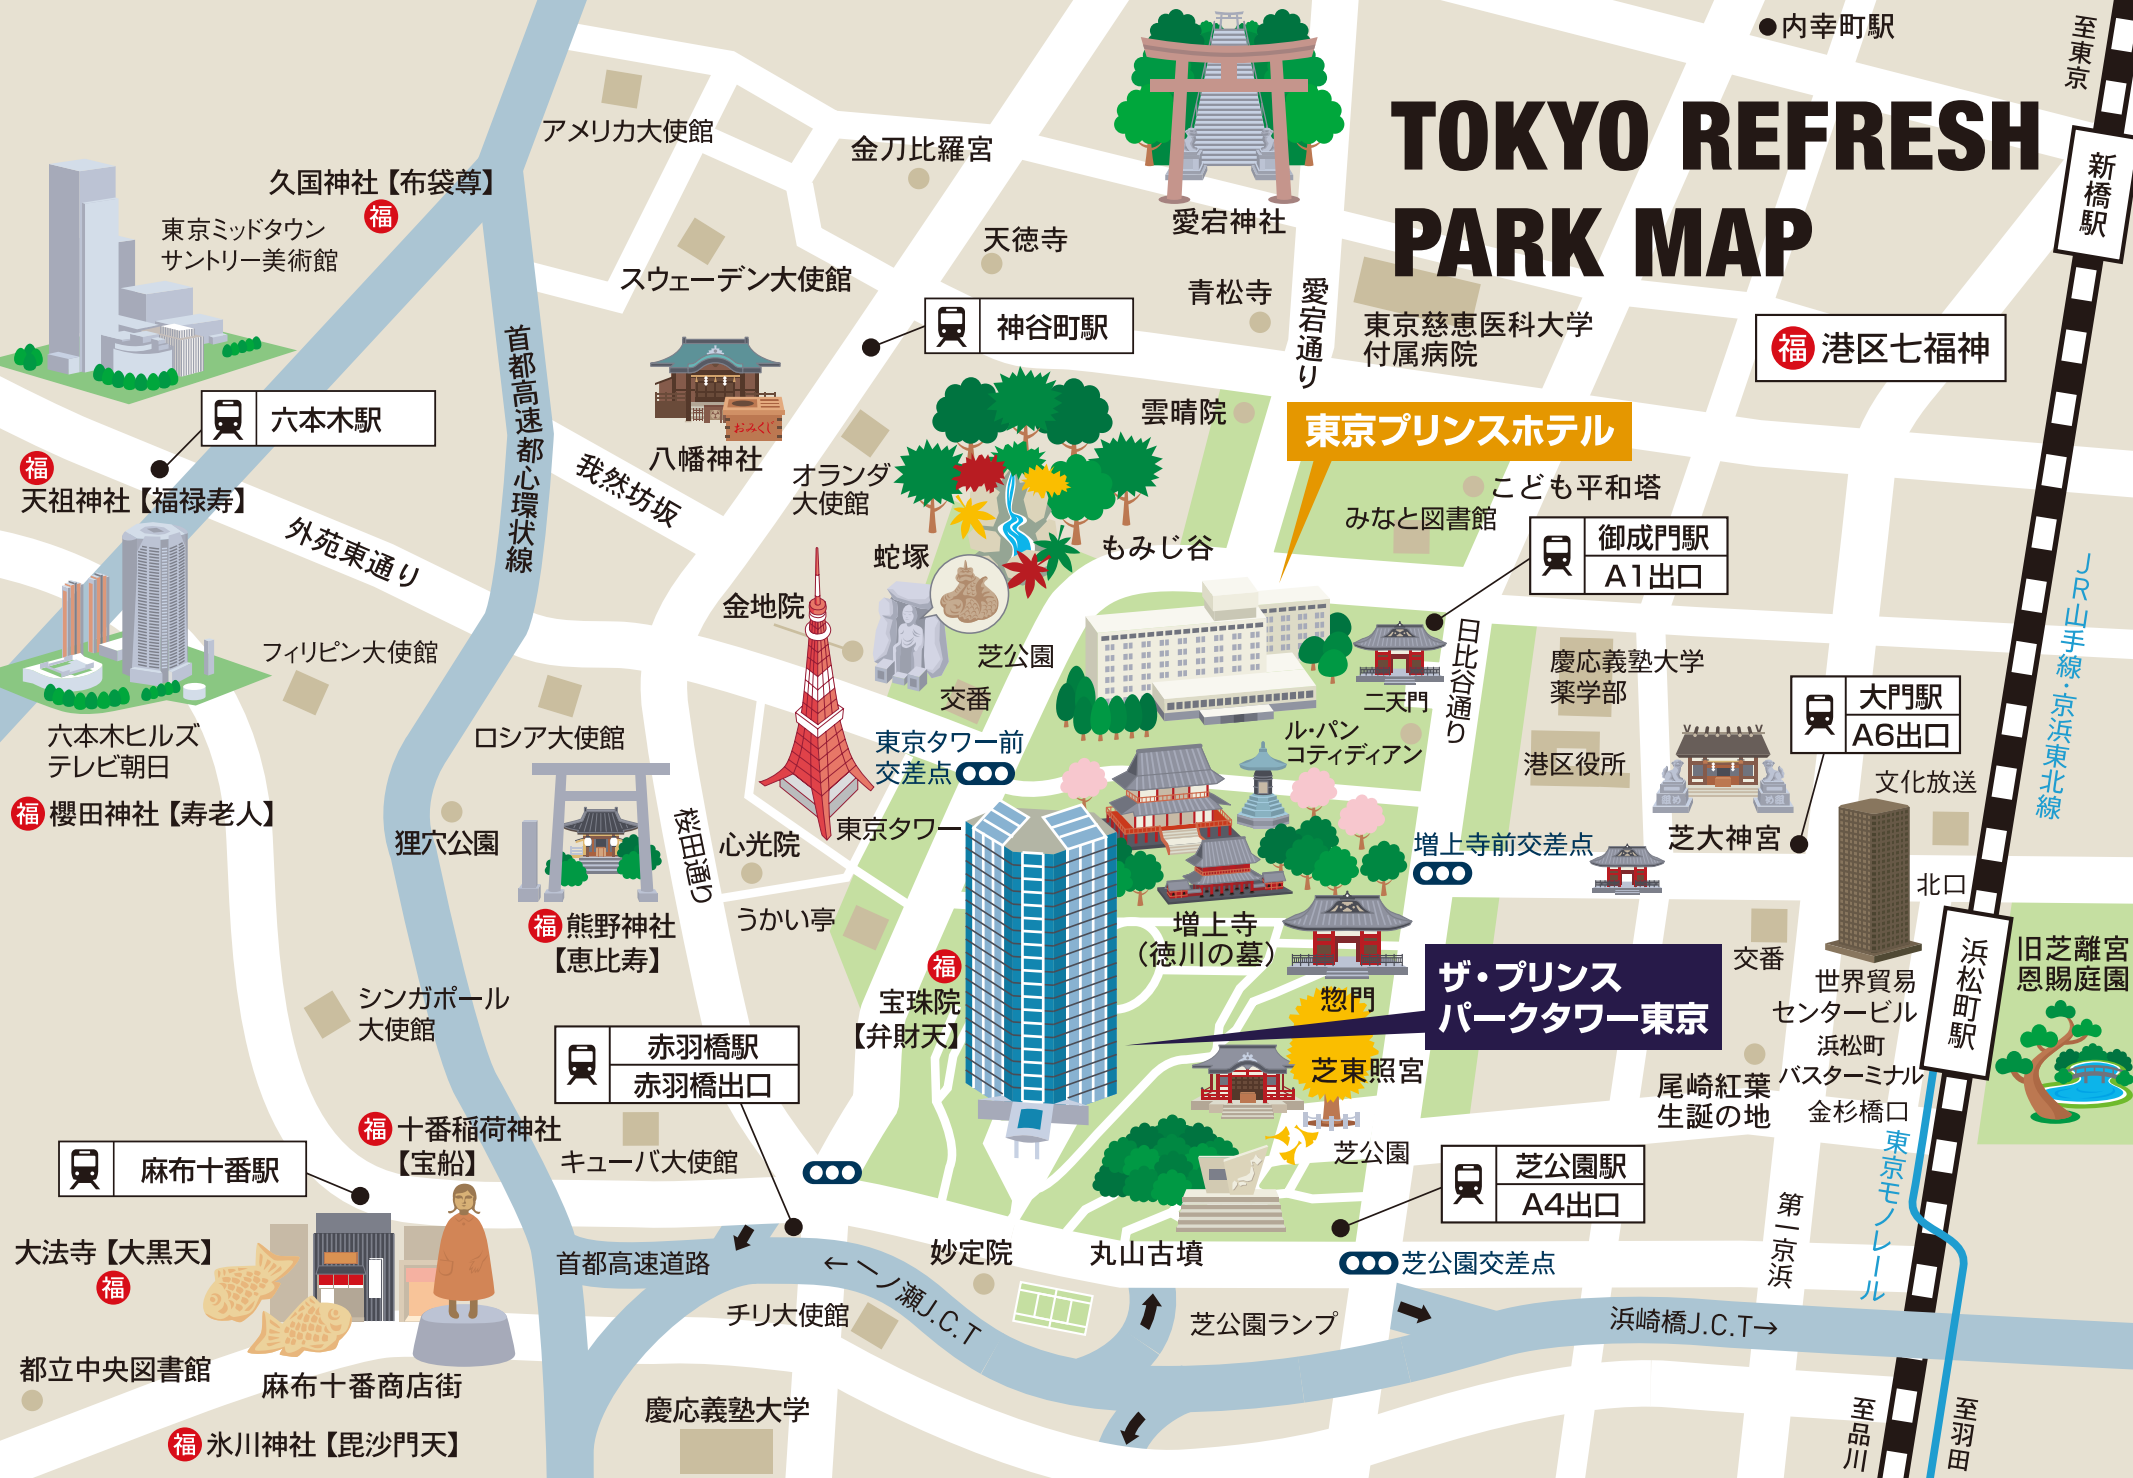 TOKYO REFRESH
PARK MAP
内幸町駅
至東京
新橋駅
福 港区七福神
アメリカ大使館
金刀比羅宮
久国神社【布袋尊】
福
東京ミッドタウン
サントリー美術館
愛宕神社
天徳寺
スウェーデン大使館
青松寺
愛宕通り
東京慈恵医科大学
付属病院
神谷町駅
首都高速都心環状線
六本木駅
福
天祖神社【福禄寿】
おみくじ
八幡神社
我然坊坂
オランダ
大使館
雲晴院
東京プリンスホテル
こども平和塔
みなと図書館
御成門駅
A1出口
もみじ谷
蛇塚
外苑東通り
金地院
芝公園
交番
フィリピン大使館
二天門
日比谷通り
慶応義塾大学
薬学部
大門駅
A6出口
JR山手線・京浜東北線
六本木ヒルズ
テレビ朝日
ロシア大使館
東京タワー前
交差点
ル・パン
コティディアン
港区役所
文化放送
福 櫻田神社【寿老人】
狸穴公園
桜田通り
心光院
東京タワー
増上寺前交差点
芝大神宮
北口
福 熊野神社
【恵比寿】
うかい亭
増上寺
（徳川の墓）
交番
浜松町駅
旧芝離宮
恩賜庭園
福
宝珠院
【弁財天】
惣門
ザ・プリンス
パークタワー東京
世界貿易
センタービル
浜松町
バスターミナル
金杉橋口
シンガポール
大使館
赤羽橋駅
赤羽橋出口
芝東照宮
尾崎紅葉
生誕の地
福 十番稲荷神社
【宝船】
麻布十番駅
キューバ大使館
芝公園
芝公園駅
A4出口
第一京浜
東京モノレール
大法寺【大黒天】
福
首都高速道路
←一ノ瀬J.C.T
妙定院
丸山古墳
芝公園交差点
チリ大使館
芝公園ランプ
浜崎橋J.C.T→
都立中央図書館
麻布十番商店街
福 氷川神社【毘沙門天】
慶応義塾大学
至品川
至羽田